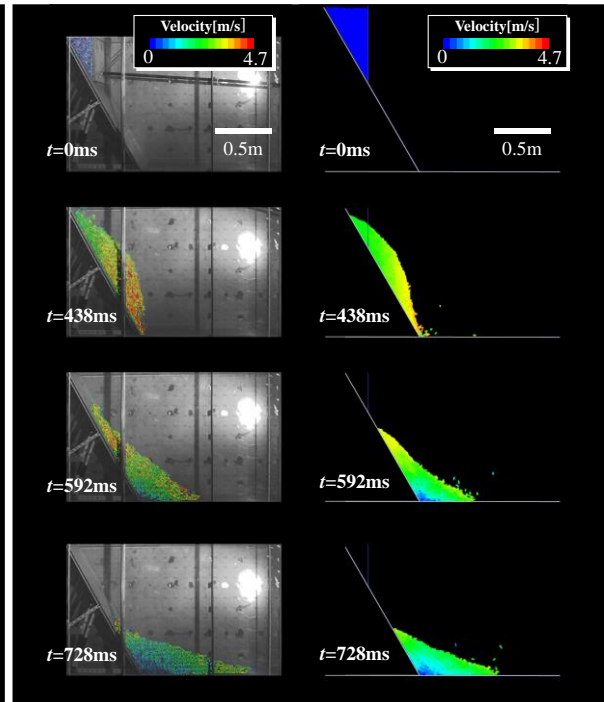 Velocity[m/s]
0 4.7
0.5m
t=0ms
t=438ms
t=592ms
t=728ms
Velocity[m/s]
0 4.7
0.5m
t=0ms
t=438ms
t=592ms
t=728ms